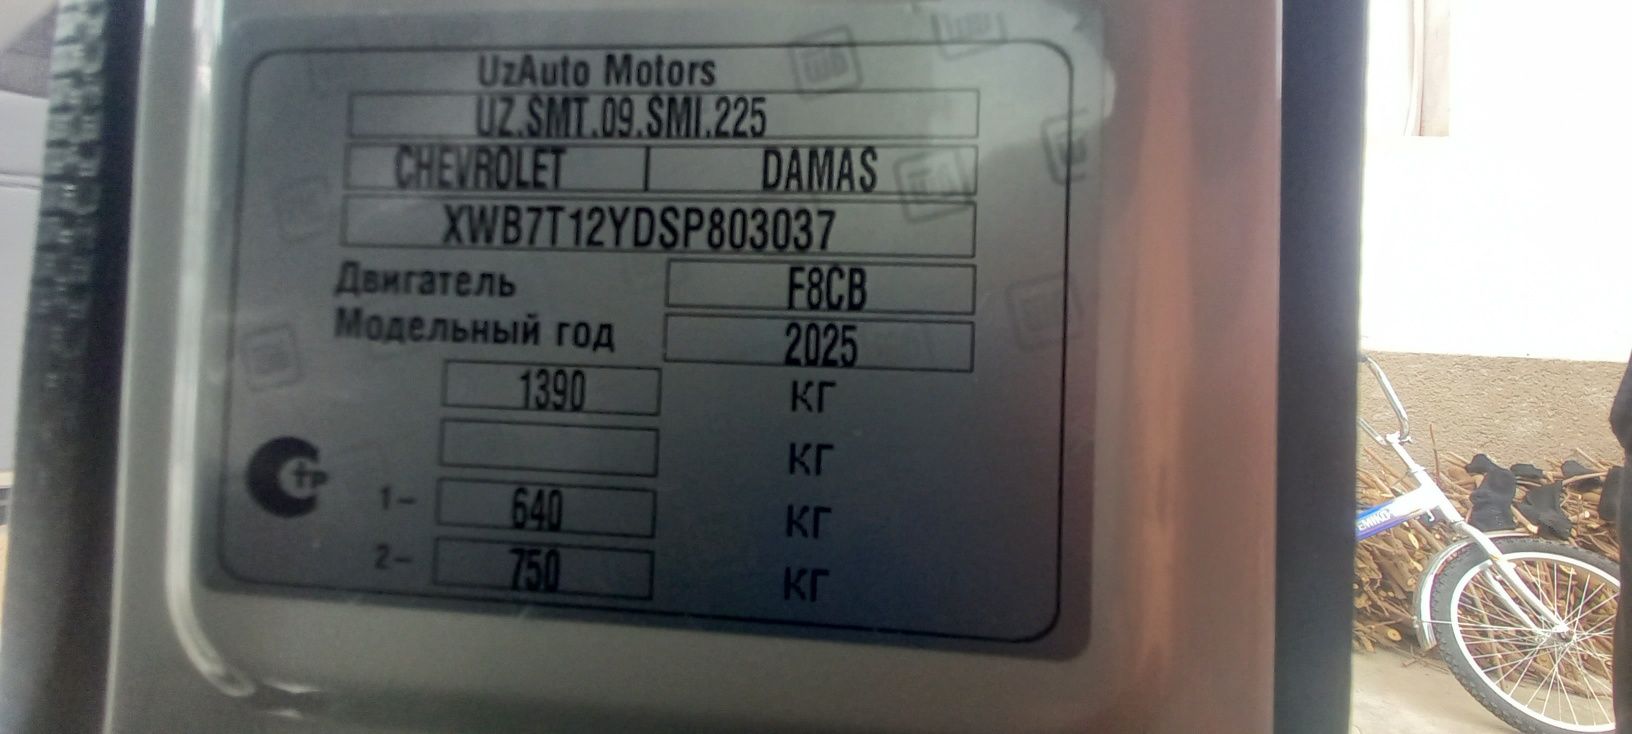 UzAuto Motors
UZ.SMT.09.SMI.225
CHEVROLET | DAMAS
XWB7T12YDSP803037
Двигатель F8CB
Модельный год 2025
1390 кг
кг
1- 640 кг
2- 750 кг
тр